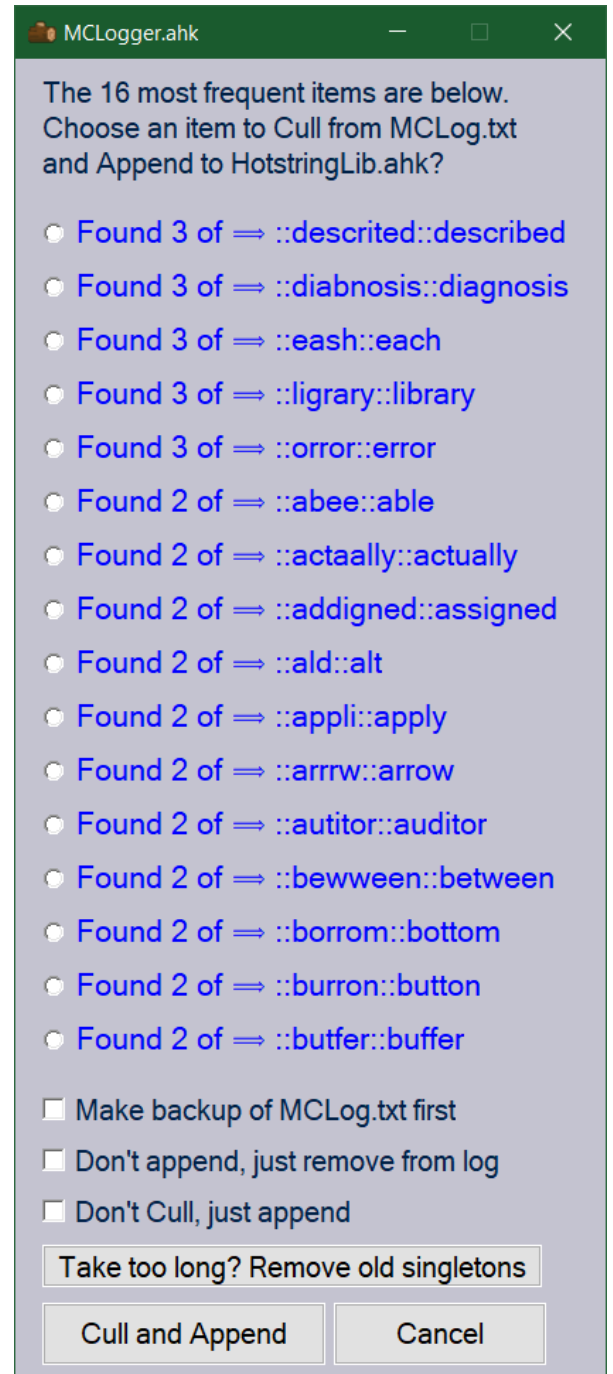 MCLogger.ahk
The 16 most frequent items are below.
Choose an item to Cull from MCLog.txt
and Append to HotstringLib.ahk?
Found 3 of ⟹ ::descrited::described
Found 3 of ⟹ ::diabnosis::diagnosis
Found 3 of ⟹ ::eash::each
Found 3 of ⟹ ::ligrary::library
Found 3 of ⟹ ::orror::error
Found 2 of ⟹ ::abee::able
Found 2 of ⟹ ::actaally::actually
Found 2 of ⟹ ::addigned::assigned
Found 2 of ⟹ ::ald::alt
Found 2 of ⟹ ::appli::apply
Found 2 of ⟹ ::arrrw::arrow
Found 2 of ⟹ ::autitor::auditor
Found 2 of ⟹ ::bewween::between
Found 2 of ⟹ ::borrom::bottom
Found 2 of ⟹ ::burron::button
Found 2 of ⟹ ::butfer::buffer
Make backup of MCLog.txt first
Don't append, just remove from log
Don't Cull, just append
Take too long? Remove old singletons
Cull and Append Cancel